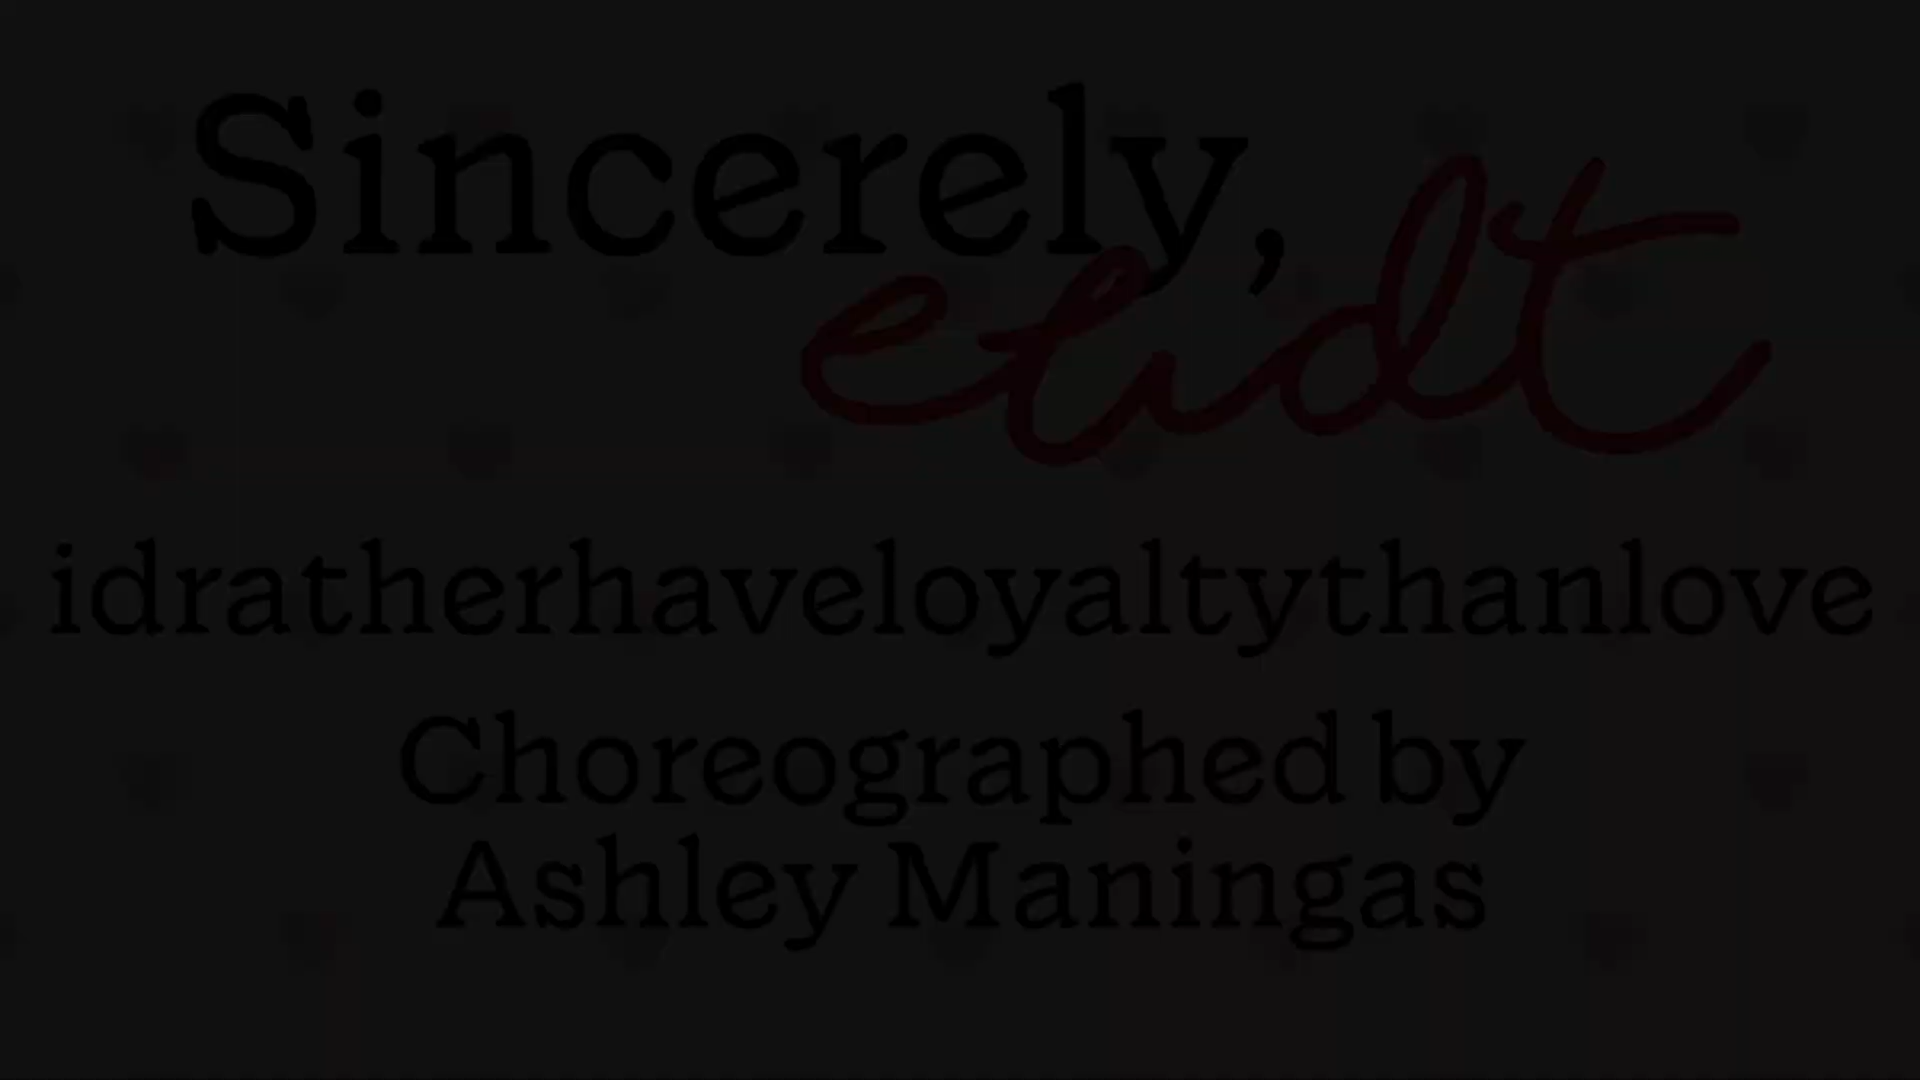 Sincerely,
elidt
idratherhaveloyaltythanlove
Choreographed by
Ashley Maningas